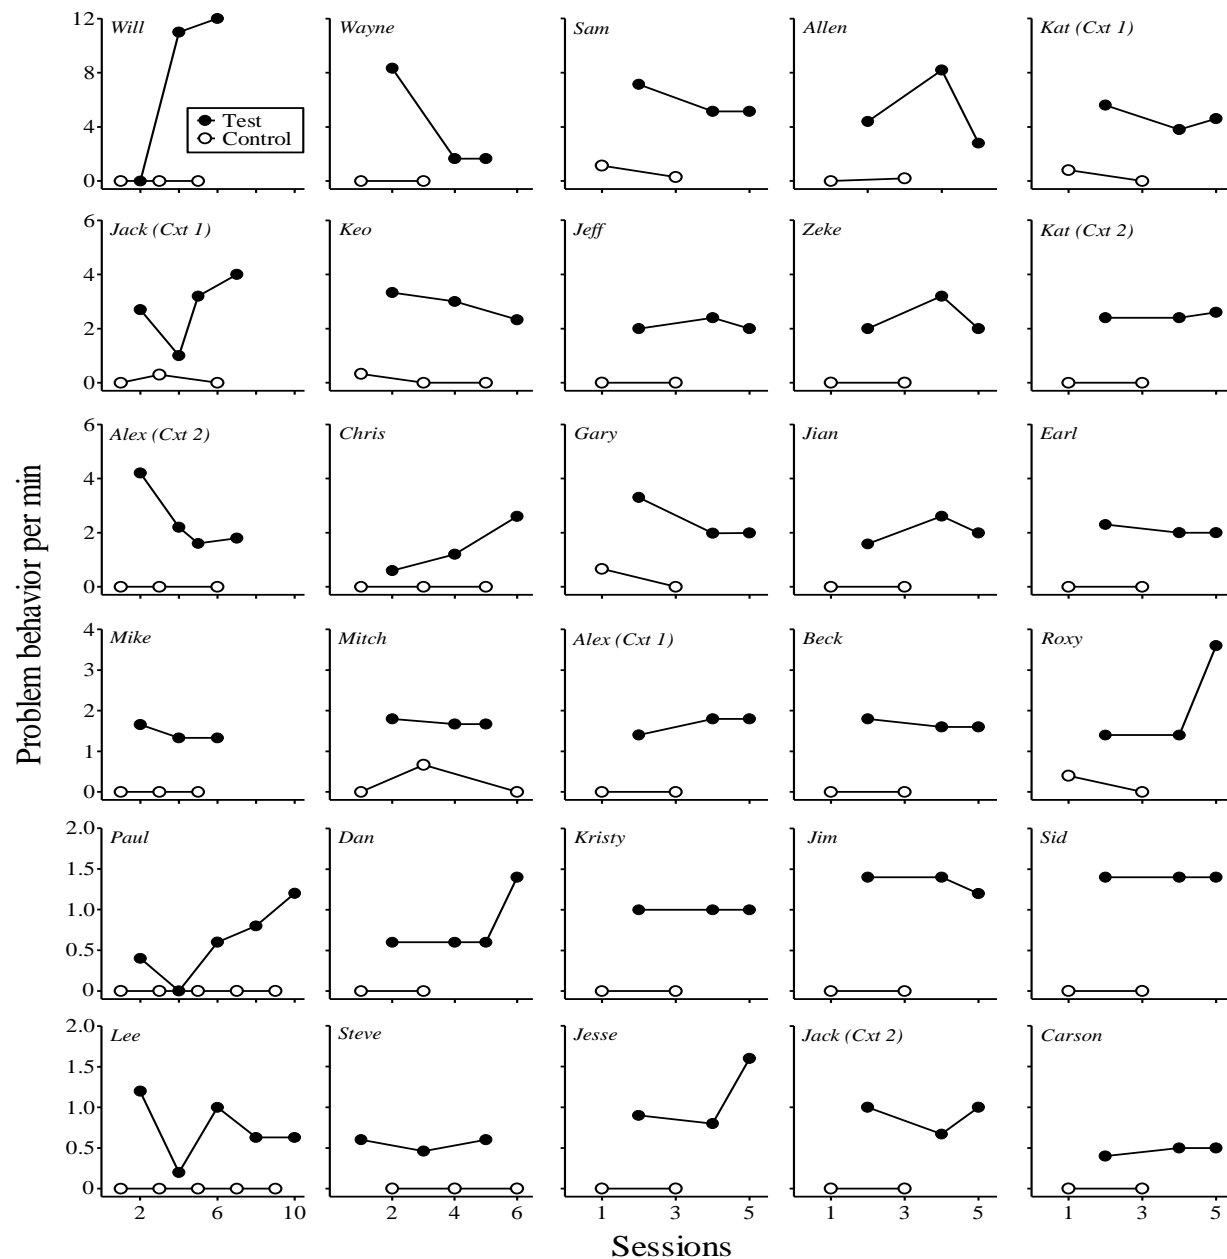 12
8
4
0
Will
Test
Control
Wayne
Sam
Allen
Kat (Cxt 1)
6
4
2
0
Jack (Cxt 1)
Keo
Jeff
Zeke
Kat (Cxt 2)
Problem behavior per min
6
4
2
0
Alex (Cxt 2)
Chris
Gary
Jian
Earl
4
3
2
1
0
Mike
Mitch
Alex (Cxt 1)
Beck
Roxy
2.0
1.5
1.0
0.5
0
Paul
Dan
Kristy
Jim
Sid
2.0
1.5
1.0
0.5
0
Lee
Steve
Jesse
Jack (Cxt 2)
Carson
2 6 10
2 4 6
1 3 5
1 3 5
1 3 5
Sessions